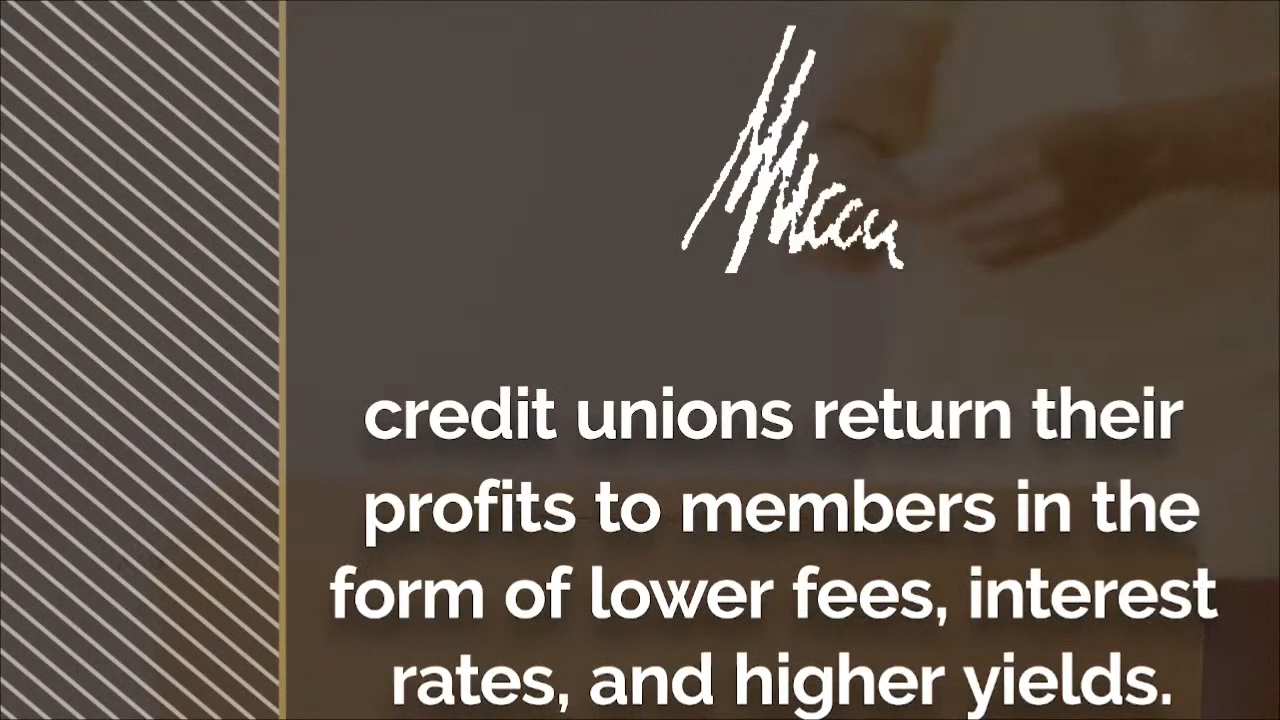 credit unions return their
profits to members in the
form of lower fees, interest
rates, and higher yields.